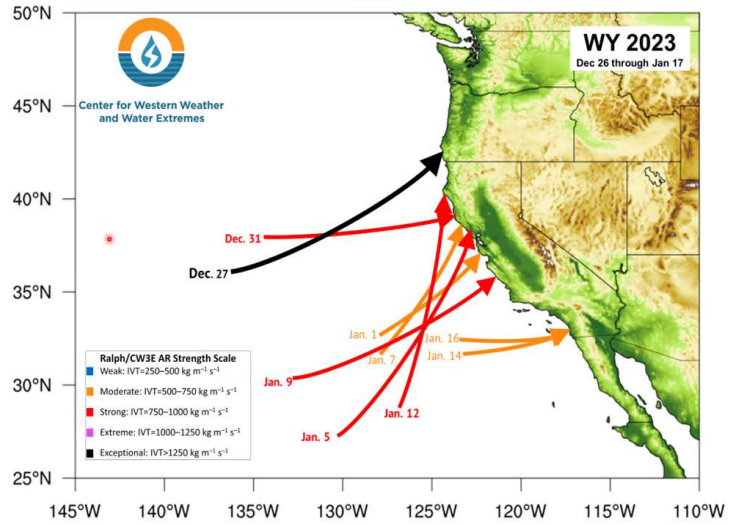 50°N
45°N
40°N
35°N
30°N
25°N
145°W
140°W
135°W
130°W
125°W
120°W
115°W
110°W
Center for Western Weather
and Water Extremes
WY 2023
Dec 26 through Jan 17
Dec. 31
Dec. 27
Jan. 1
Jan. 7
Jan. 16
Jan. 14
Jan. 9
Jan. 12
Jan. 5
Ralph/CW3E AR Strength Scale
Weak: IVT=250–500 kg m⁻¹ s⁻¹
Moderate: IVT=500–750 kg m⁻¹ s⁻¹
Strong: IVT=750–1000 kg m⁻¹ s⁻¹
Extreme: IVT=1000–1250 kg m⁻¹ s⁻¹
Exceptional: IVT>1250 kg m⁻¹ s⁻¹